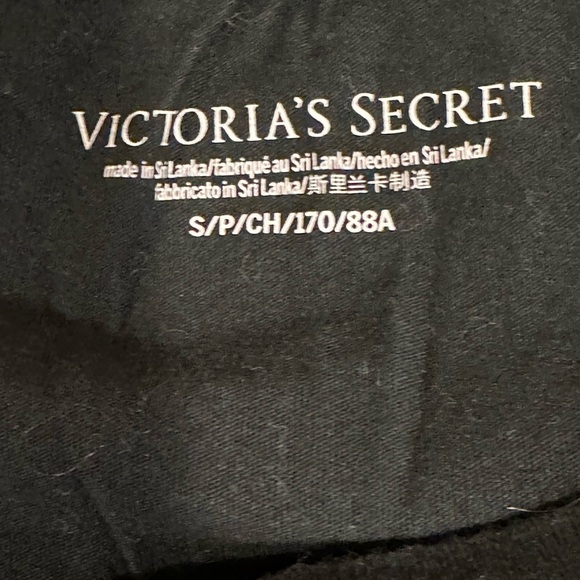 VICTORIA'S SECRET
made in Sri Lanka/fabriqué au Sri Lanka/hecho en Sri Lanka/
fabbricato in Sri Lanka/斯里兰卡制造
S/P/CH/170/88A